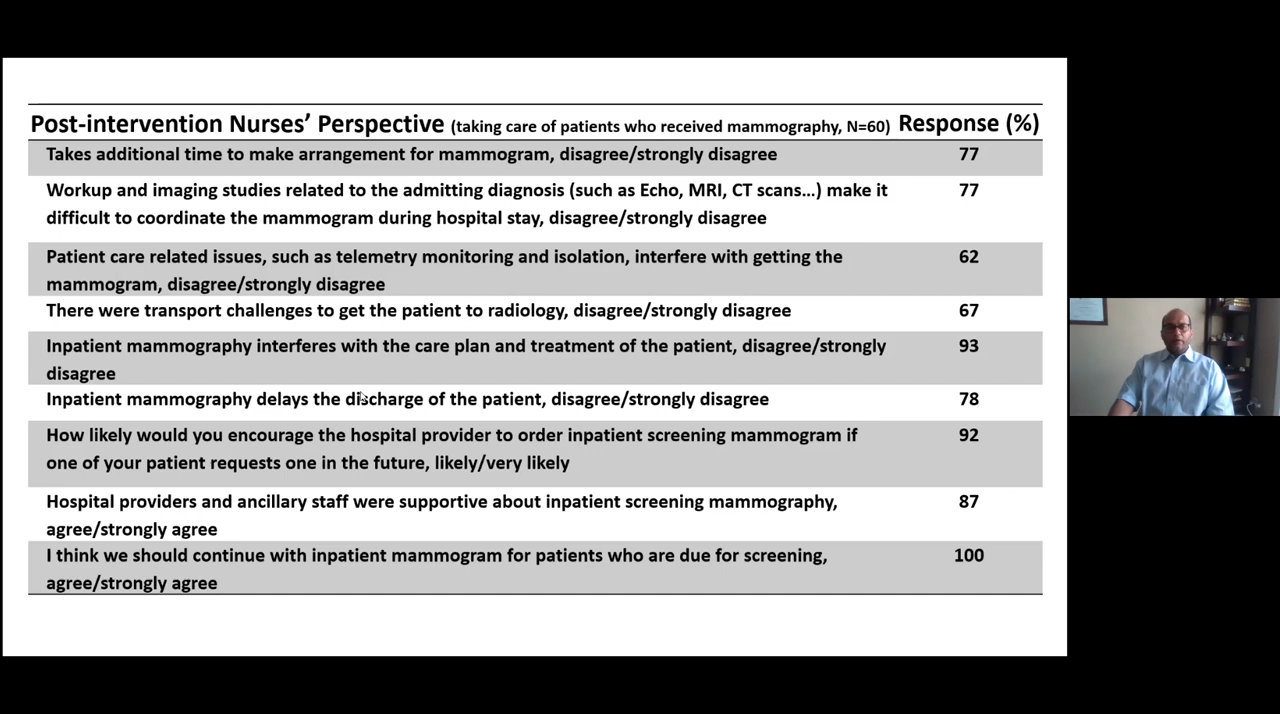 Post-intervention Nurses’ Perspective (taking care of patients who received mammography, N=60) Response (%)
Takes additional time to make arrangement for mammogram, disagree/strongly disagree 77
Workup and imaging studies related to the admitting diagnosis (such as Echo, MRI, CT scans…) make it 77
difficult to coordinate the mammogram during hospital stay, disagree/strongly disagree
Patient care related issues, such as telemetry monitoring and isolation, interfere with getting the 62
mammogram, disagree/strongly disagree
There were transport challenges to get the patient to radiology, disagree/strongly disagree 67
Inpatient mammography interferes with the care plan and treatment of the patient, disagree/strongly 93
disagree
Inpatient mammography delays the discharge of the patient, disagree/strongly disagree 78
How likely would you encourage the hospital provider to order inpatient screening mammogram if 92
one of your patient requests one in the future, likely/very likely
Hospital providers and ancillary staff were supportive about inpatient screening mammography, 87
agree/strongly agree
I think we should continue with inpatient mammogram for patients who are due for screening, 100
agree/strongly agree